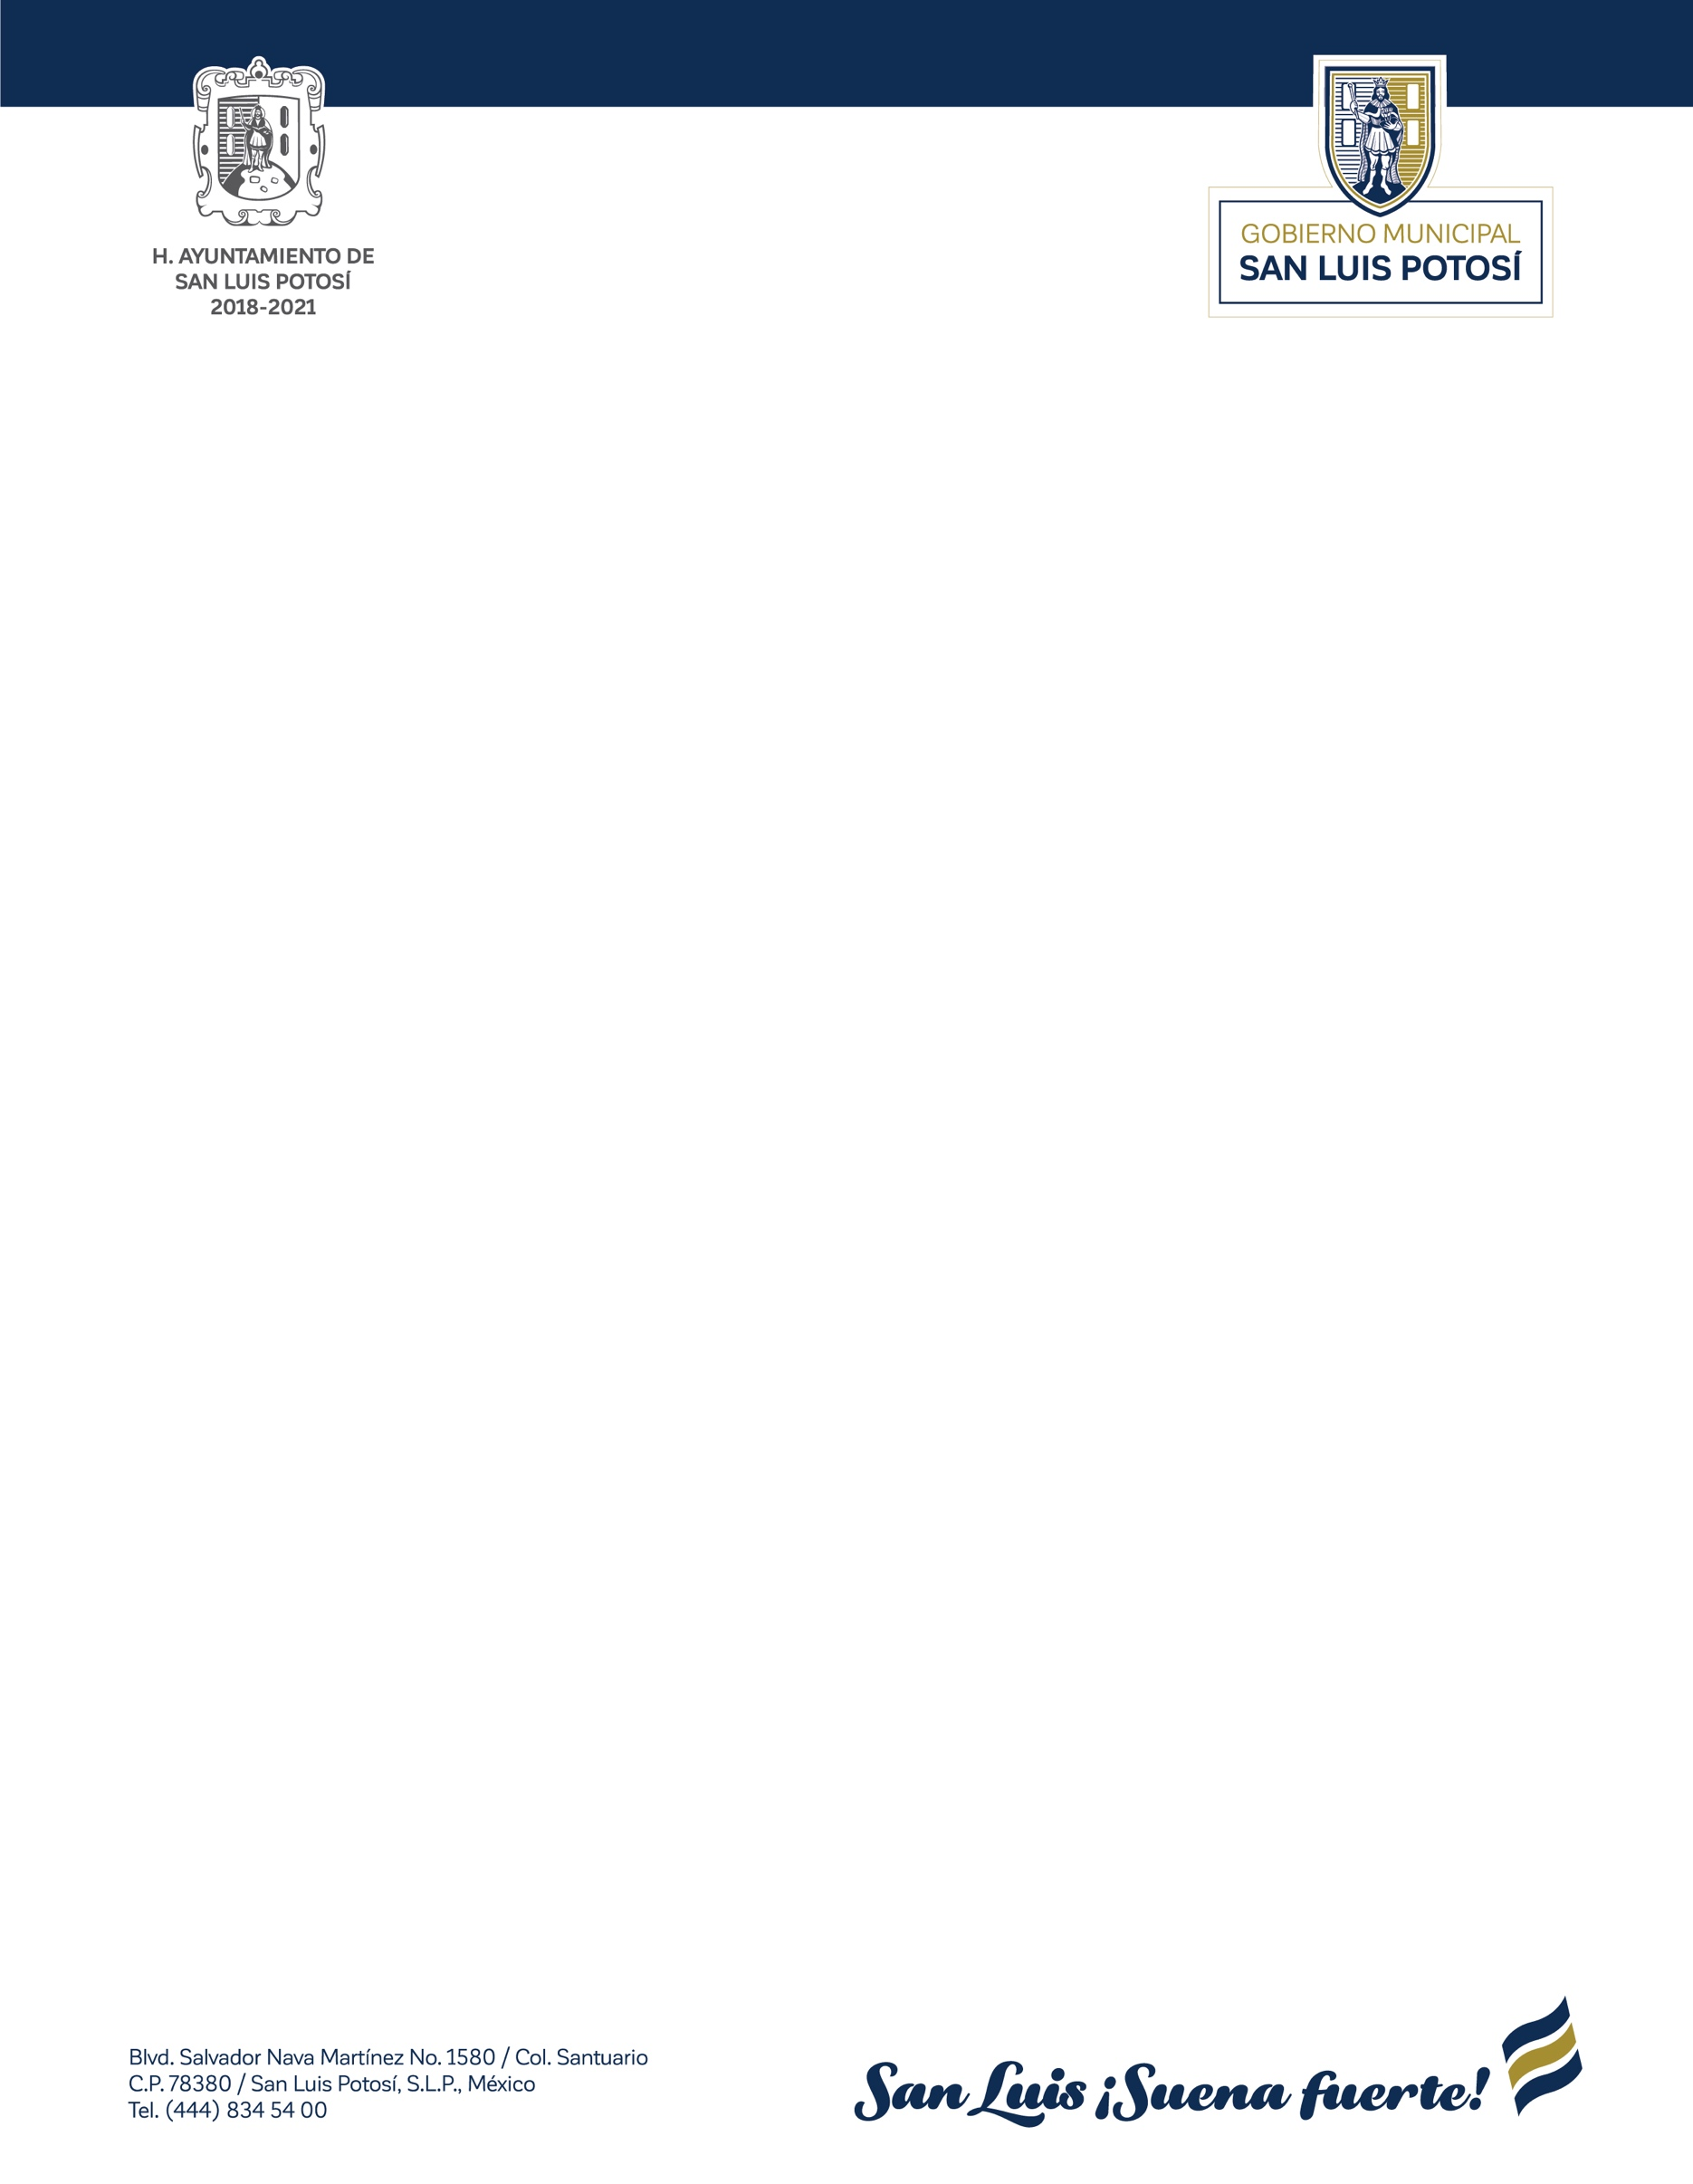 H. AYUNTAMIENTO DE
SAN LUIS POTOSÍ
2018-2021
GOBIERNO MUNICIPAL
SAN LUIS POTOSÍ
Blvd. Salvador Nava Martínez No. 1580 / Col. Santuario
C.P. 78380 / San Luis Potosí, S.L.P., México
Tel. (444) 834 54 00
San Luis ¡Suena fuerte!